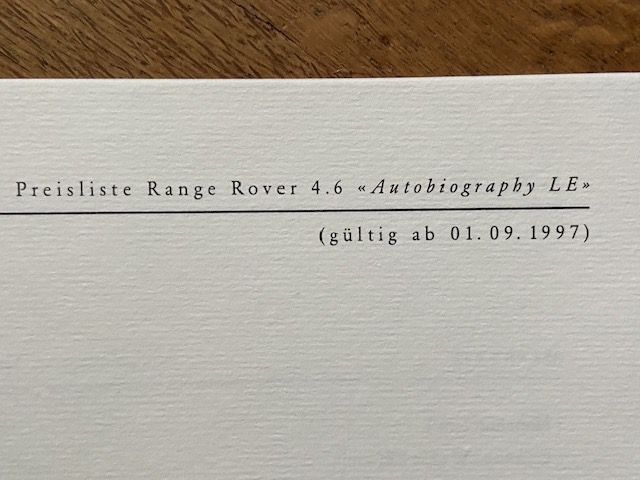 Preisliste Range Rover 4.6 «Autobiography LE»
(gültig ab 01.09.1997)